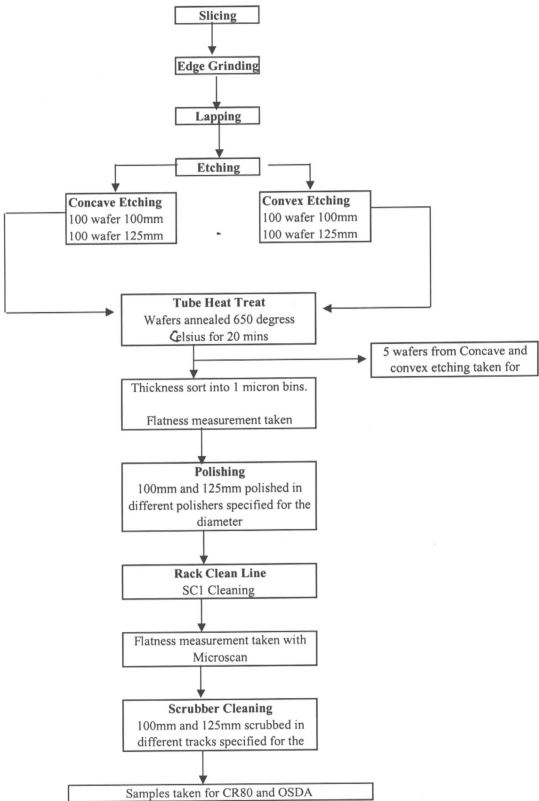 Slicing
Edge Grinding
Lapping
Etching
Concave Etching
100 wafer 100mm
100 wafer 125mm
Convex Etching
100 wafer 100mm
100 wafer 125mm
Tube Heat Treat
Wafers annealed 650 degress
Celsius for 20 mins
5 wafers from Concave and
convex etching taken for
Thickness sort into 1 micron bins.
Flatness measurement taken
Polishing
100mm and 125mm polished in
different polishers specified for the
diameter
Rack Clean Line
SC1 Cleaning
Flatness measurement taken with
Microscan
Scrubber Cleaning
100mm and 125mm scrubbed in
different tracks specified for the
Samples taken for CR80 and OSDA